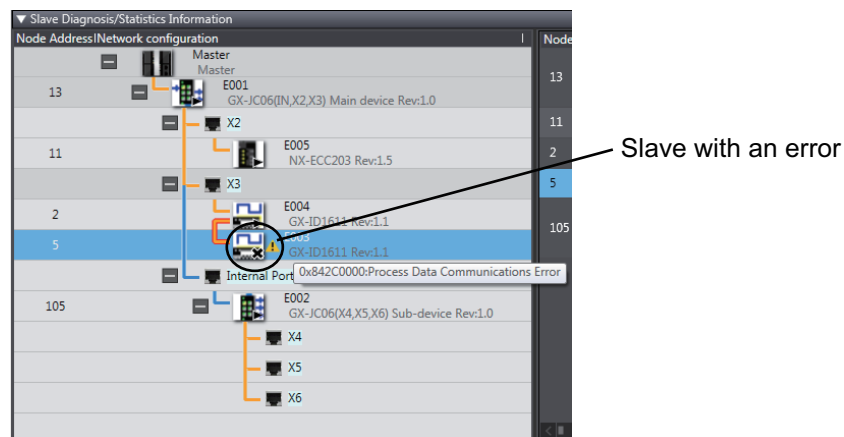 ▼ Slave Diagnosis/Statistics Information
Node Address|Network configuration | Node
Master
Master
13 E001 13
GX-JC06(IN,X2,X3) Main device Rev:1.0
X2 11
11 E005 2
NX-ECC203 Rev:1.5
Slave with an error
X3 5
2 E004 105
GX-ID1611 Rev:1.1
5 E003
GX-ID1611 Rev:1.1
Internal Port
0x842C0000:Process Data Communications Error
105 E002
GX-JC06(X4,X5,X6) Sub-device Rev:1.0
X4
X5
X6